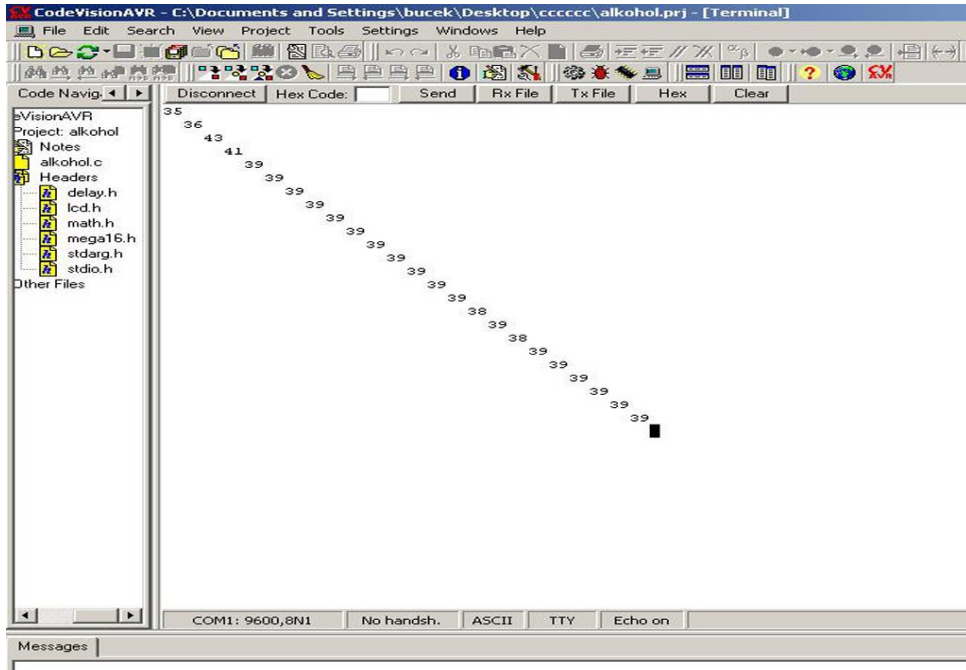 CodeVisionAVR - C:\Documents and Settings\bucek\Desktop\cccccc\alkohol.prj - [Terminal]
File Edit Search View Project Tools Settings Windows Help
Code Navig. Disconnect Hex Code: Send Rx File Tx File Hex Clear
eVisionAVR
Project: alkohol
Notes
alkohol.c
Headers
delay.h
lcd.h
math.h
mega16.h
stdarg.h
stdio.h
Other Files
35
36
43
41
39
39
39
39
39
39
39
39
39
39
39
38
39
38
39
39
39
39
39
39
COM1: 9600,8N1 No handsh. ASCII TTY Echo on
Messages